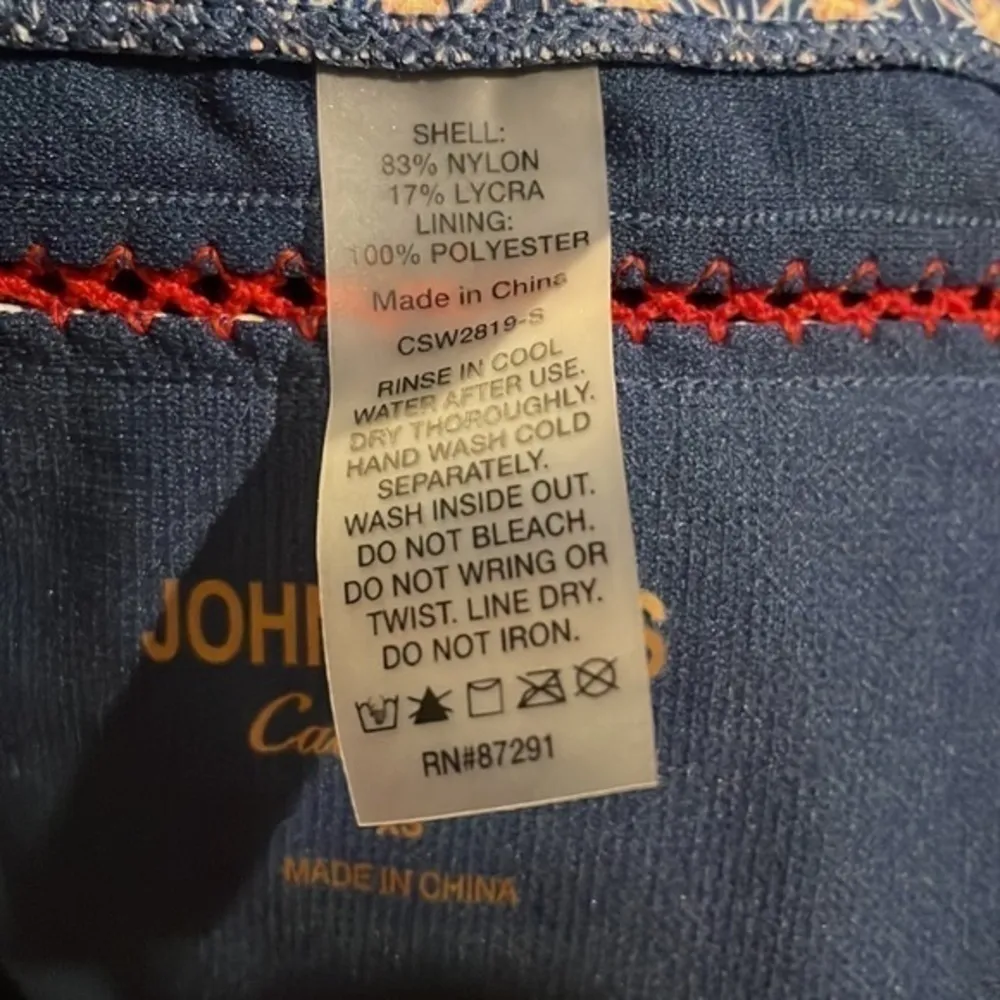 SHELL:
83% NYLON
17% LYCRA
LINING:
100% POLYESTER
Made in China
CSW2819-S
RINSE IN COOL
WATER AFTER USE.
DRY THOROUGHLY.
HAND WASH COLD
SEPARATELY.
WASH INSIDE OUT.
DO NOT BLEACH.
DO NOT WRING OR
TWIST. LINE DRY.
DO NOT IRON.
RN#87291
XS
MADE IN CHINA